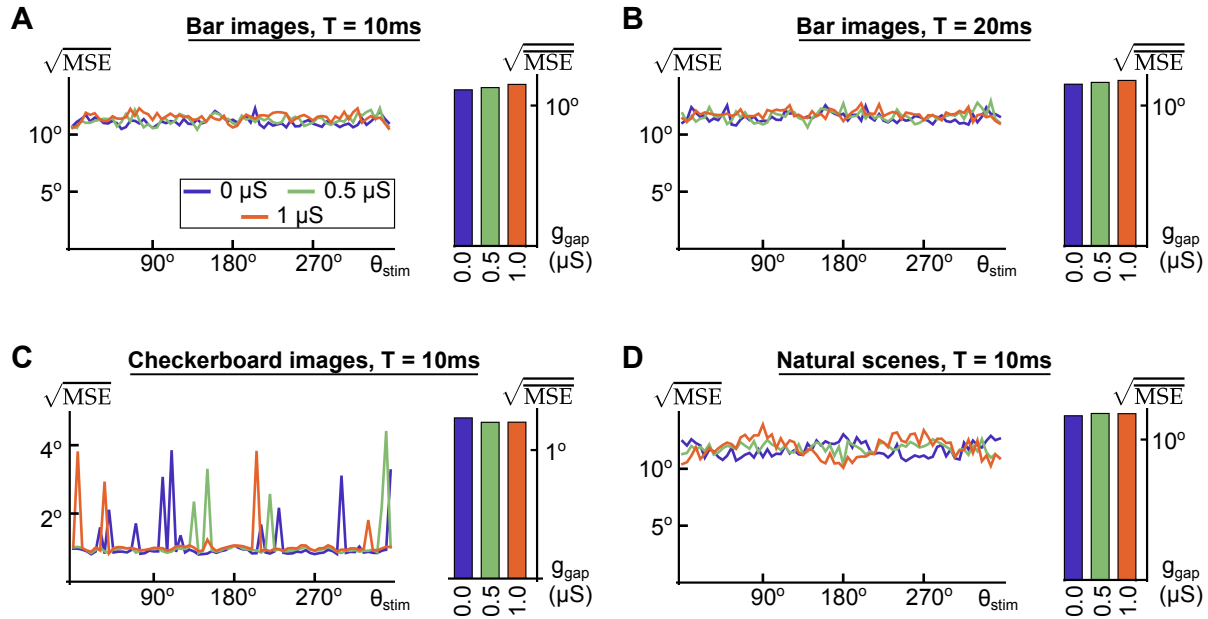 A
Bar images, T = 10ms
√MSE
10°
5°
0 µS
0.5 µS
1 µS
90° 180° 270° θstim
√MSE
10°
0.0 0.5 1.0
ggap
(µS)
B
Bar images, T = 20ms
√MSE
10°
5°
90° 180° 270° θstim
√MSE
10°
0.0 0.5 1.0
ggap
(µS)
C
Checkerboard images, T = 10ms
√MSE
4°
2°
90° 180° 270° θstim
√MSE
1°
0.0 0.5 1.0
ggap
(µS)
D
Natural scenes, T = 10ms
√MSE
10°
5°
90° 180° 270° θstim
√MSE
10°
0.0 0.5 1.0
ggap
(µS)